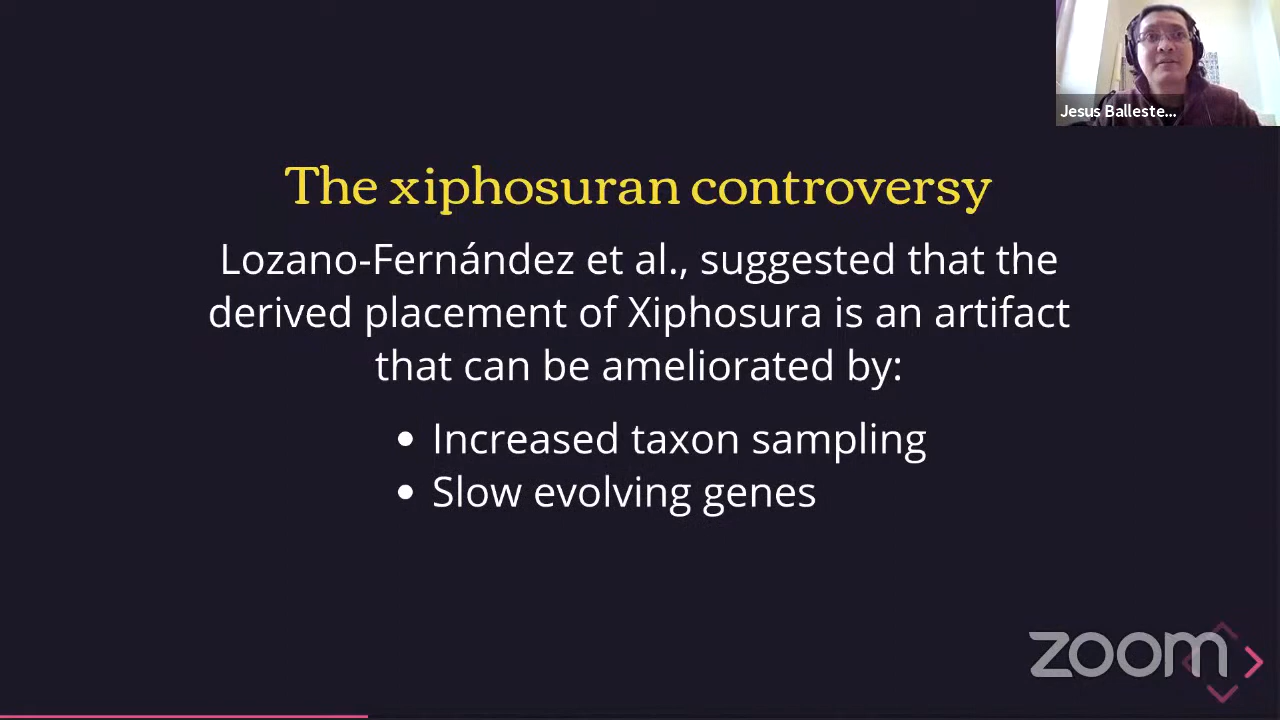 Jesus Balleste...
The xiphosuran controversy
Lozano-Fernández et al., suggested that the
derived placement of Xiphosura is an artifact
that can be ameliorated by:
• Increased taxon sampling
• Slow evolving genes
zoom